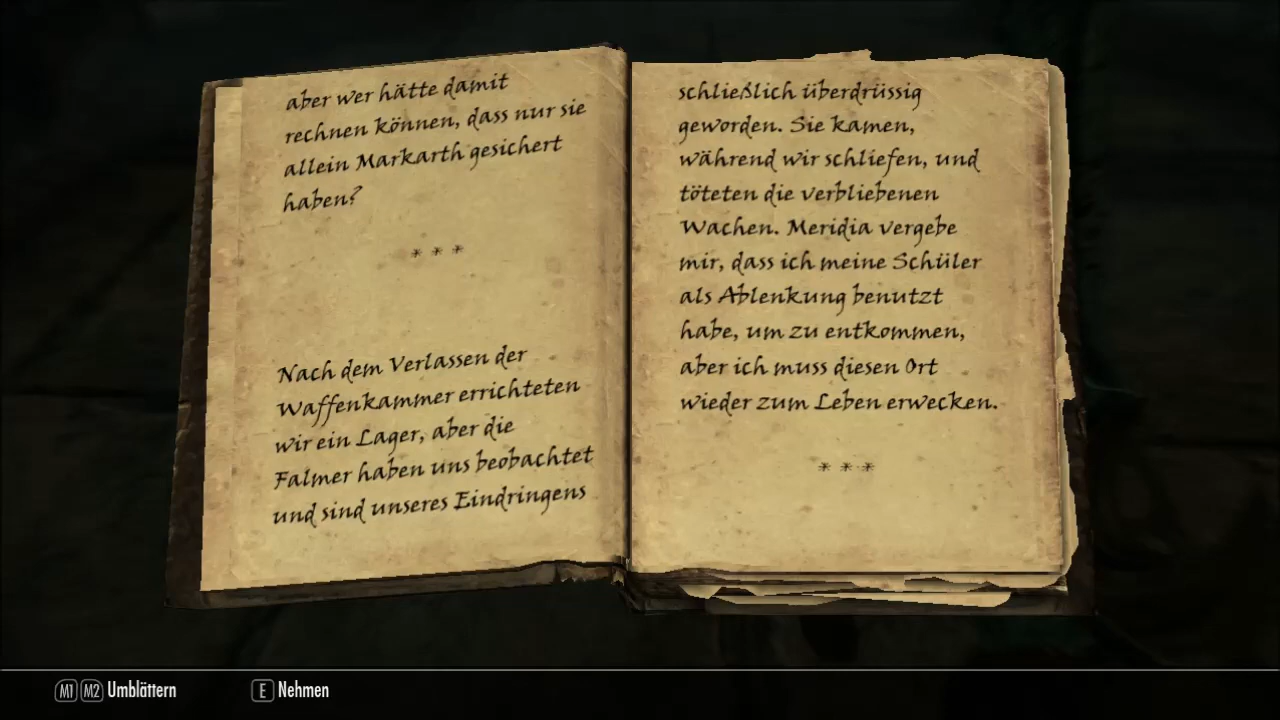 aber wer hätte damit
rechnen können, dass nur sie
allein Markarth gesichert
haben?
* * *
Nach dem Verlassen der
Waffenkammer errichteten
wir ein Lager, aber die
Falmer haben uns beobachtet
und sind unseres Eindringens
schließlich überdrüssig
geworden. Sie kamen,
während wir schliefen, und
töteten die verbliebenen
Wachen. Meridia vergebe
mir, dass ich meine Schüler
als Ablenkung benutzt
habe, um zu entkommen,
aber ich muss diesen Ort
wieder zum Leben erwecken.
* * *
M1 M2 Umblättern
E Nehmen